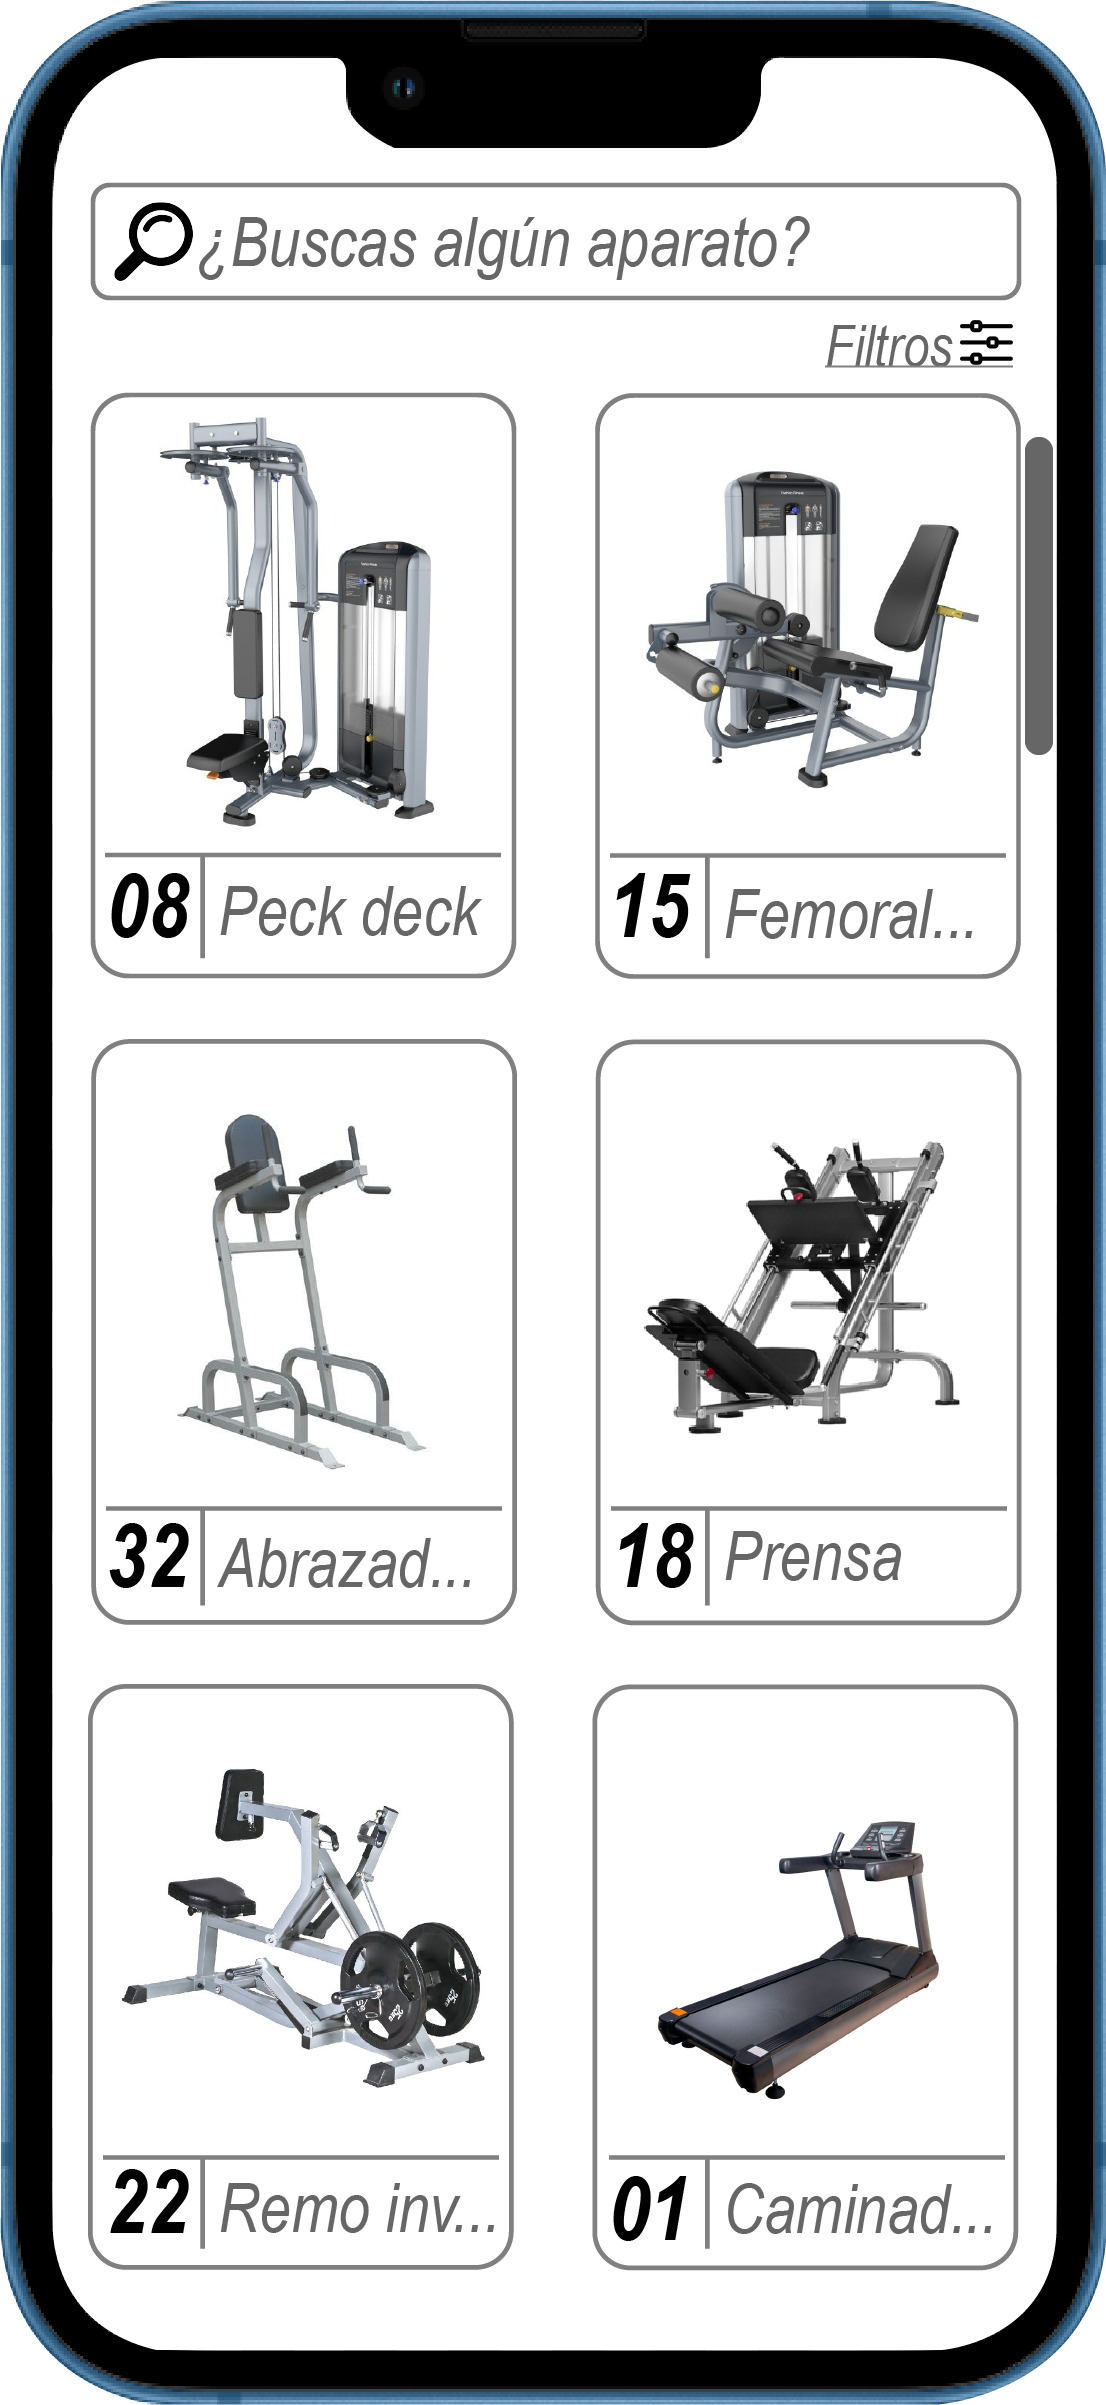 ¿Buscas algún aparato?
Filtros
08 Peck deck
15 Femoral...
32 Abrazad...
18 Prensa
22 Remo inv...
01 Caminad...